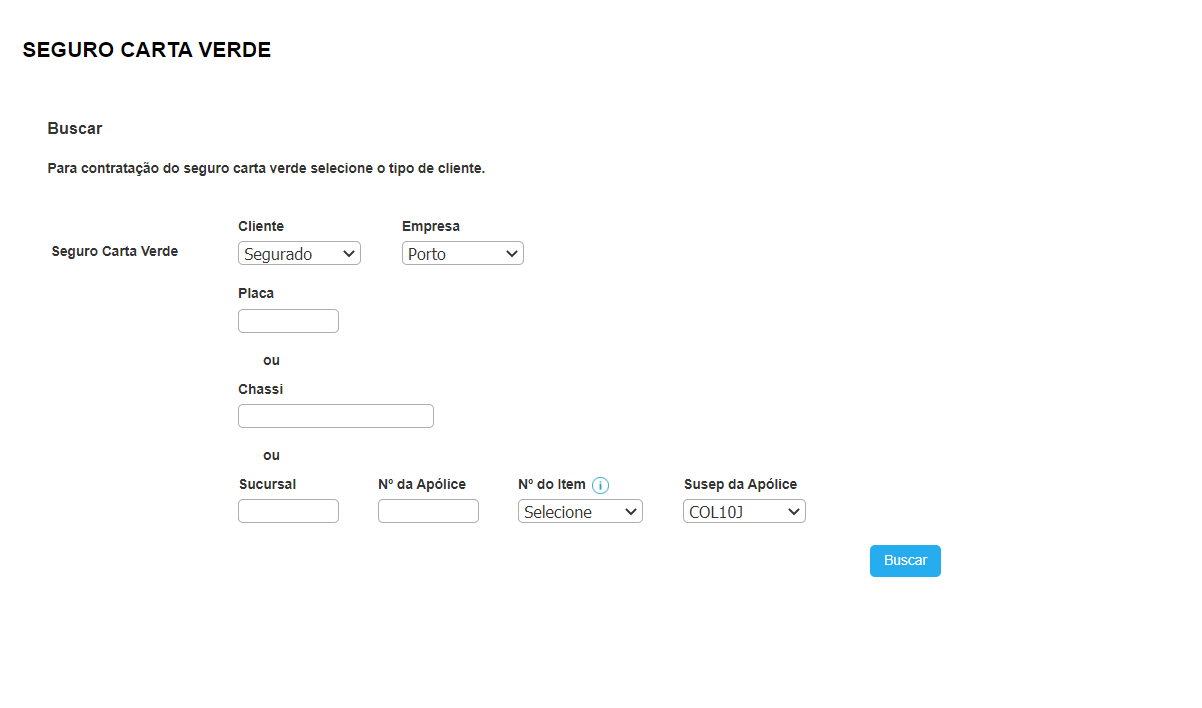 SEGURO CARTA VERDE
Buscar
Para contratação do seguro carta verde selecione o tipo de cliente.
Cliente Empresa
Seguro Carta Verde Segurado Porto
Placa
ou
Chassi
ou
Sucursal Nº da Apólice Nº do Item i Susep da Apólice
Selecione COL10J
Buscar